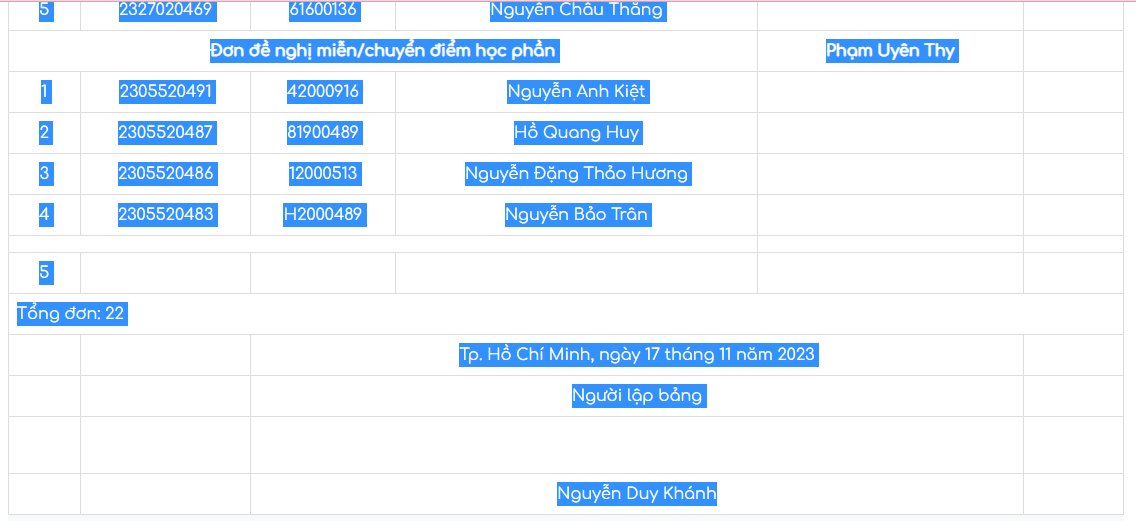 5 2327020469 61600136 Nguyễn Châu Thăng
Đơn đề nghị miễn/chuyển điểm học phần Phạm Uyên Thy
1 2305520491 42000916 Nguyễn Anh Kiệt
2 2305520487 81900489 Hồ Quang Huy
3 2305520486 12000513 Nguyễn Đặng Thảo Hương
4 2305520483 H2000489 Nguyễn Bảo Trân
5
Tổng đơn: 22
Tp. Hồ Chí Minh, ngày 17 tháng 11 năm 2023
Người lập bảng
Nguyễn Duy Khánh